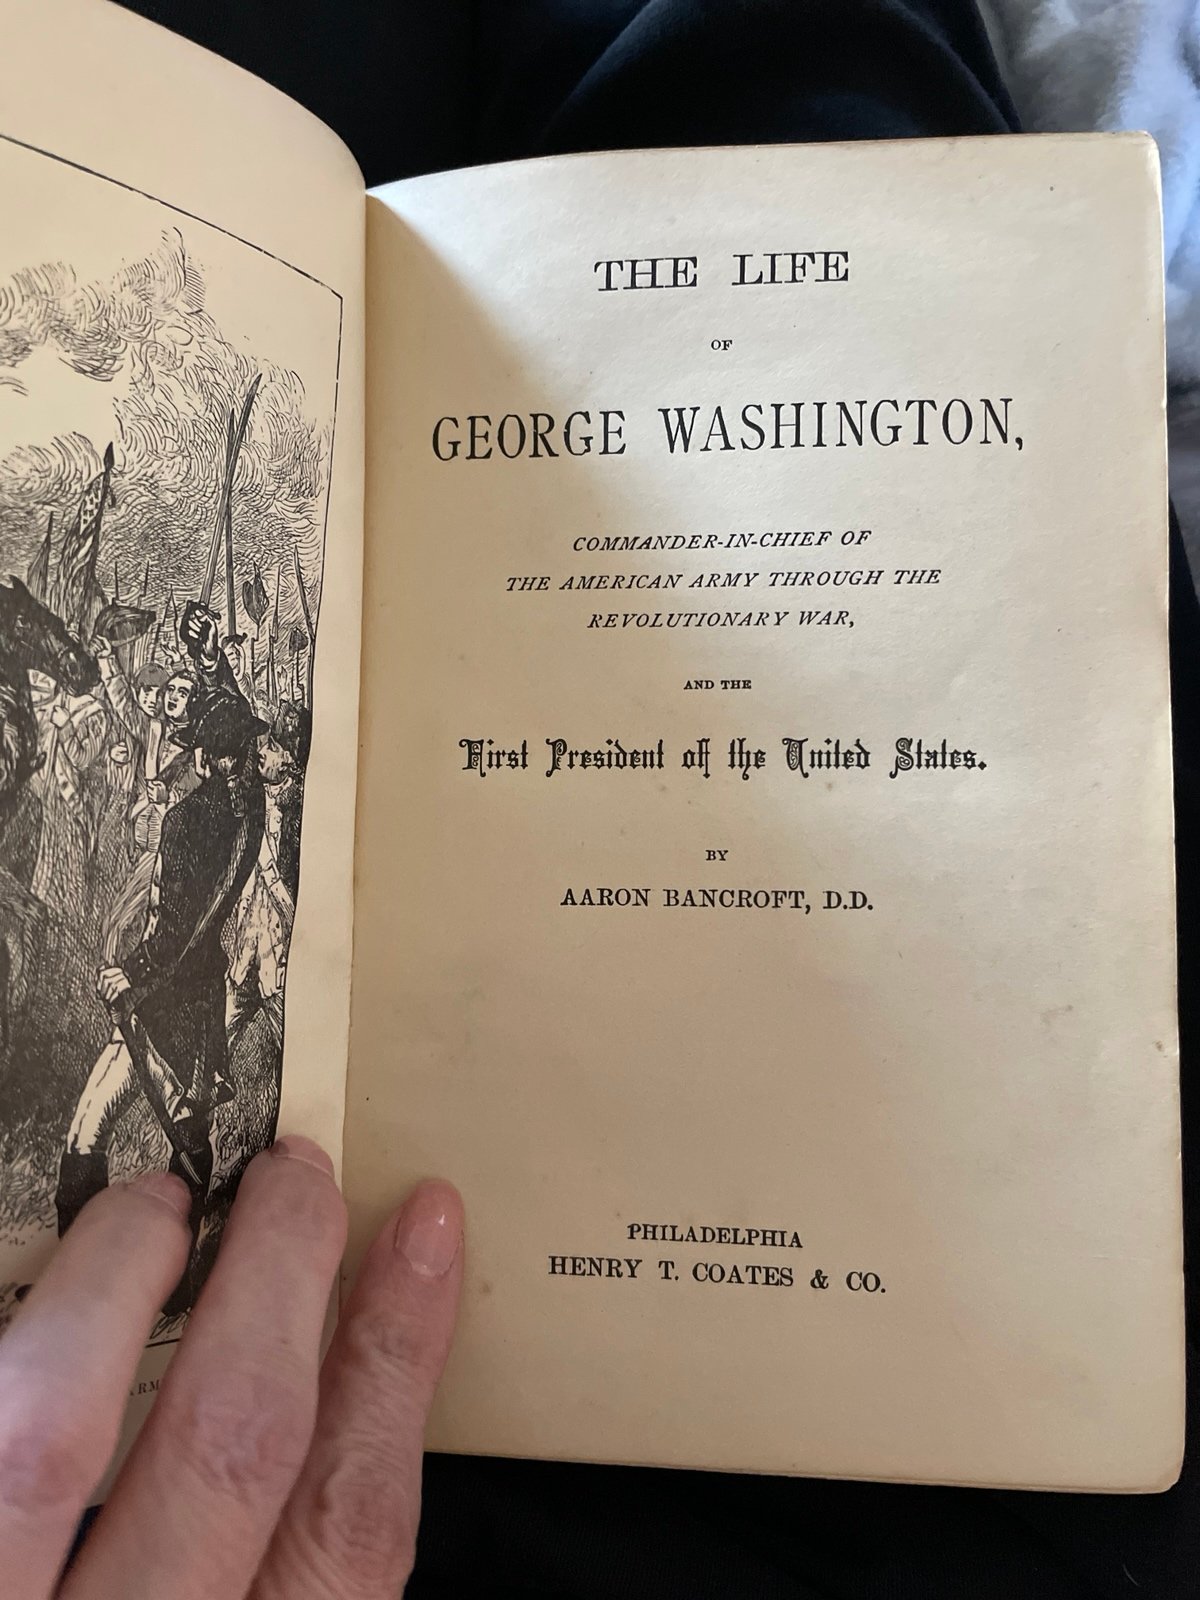 THE LIFE
OF
GEORGE WASHINGTON,
COMMANDER-IN-CHIEF OF
THE AMERICAN ARMY THROUGH THE
REVOLUTIONARY WAR,
AND THE
First President of the United States.
BY
AARON BANCROFT, D.D.
PHILADELPHIA
HENRY T. COATES & CO.